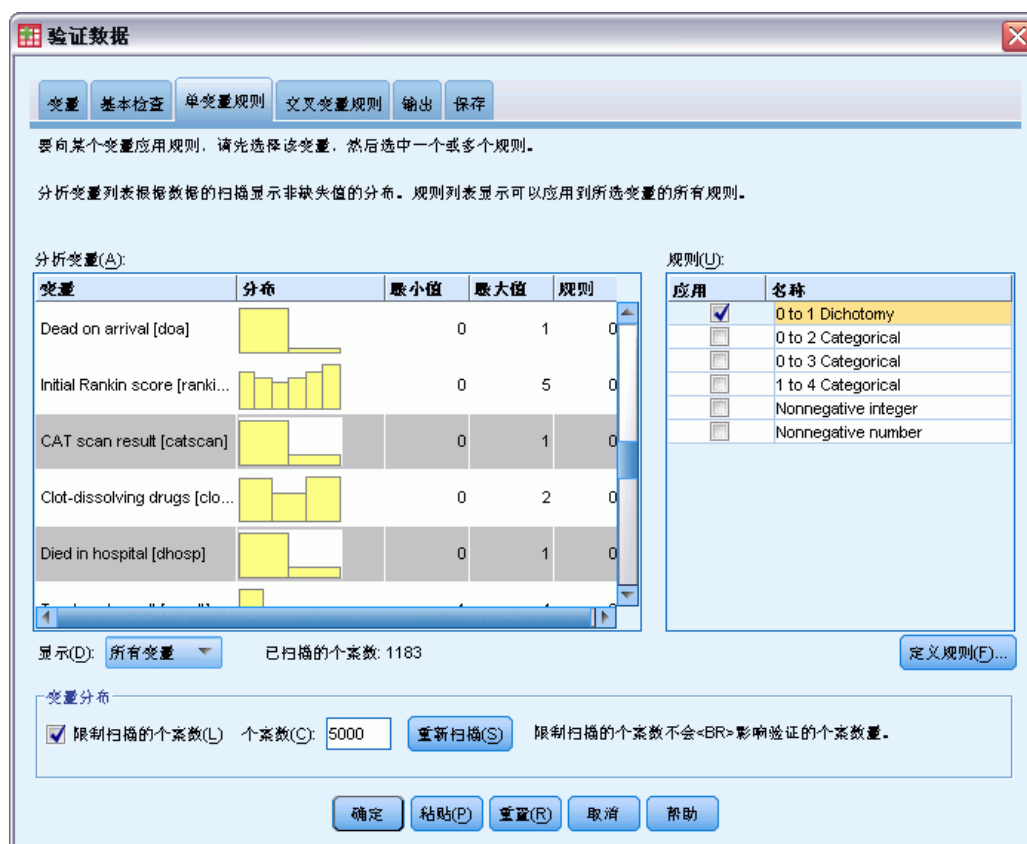 验证数据
变量 基本检查 单变量规则 交叉变量规则 输出 保存
要向某个变量应用规则，请先选择该变量，然后选中一个或多个规则。
分析变量列表根据数据的扫描显示非缺失值的分布。规则列表显示可以应用到所选变量的所有规则。
分析变量(A): 规则(U):
变量 分布 最小值 最大值 规则 应用 名称
Dead on arrival [doa] 0 1 0
Initial Rankin score [ranki... 0 5 0
CAT scan result [catscan] 0 1 0
Clot-dissolving drugs [clo... 0 2 0
Died in hospital [dhosp] 0 1 0
0 to 1 Dichotomy
0 to 2 Categorical
0 to 3 Categorical
1 to 4 Categorical
Nonnegative integer
Nonnegative number
显示(D): 所有变量 已扫描的个案数: 1183 定义规则(F)...
变量分布
限制扫描的个案数(L) 个案数(C): 5000 重新扫描(S) 限制扫描的个案数不会<BR>影响验证的个案数量。
确定 粘贴(P) 重置(R) 取消 帮助